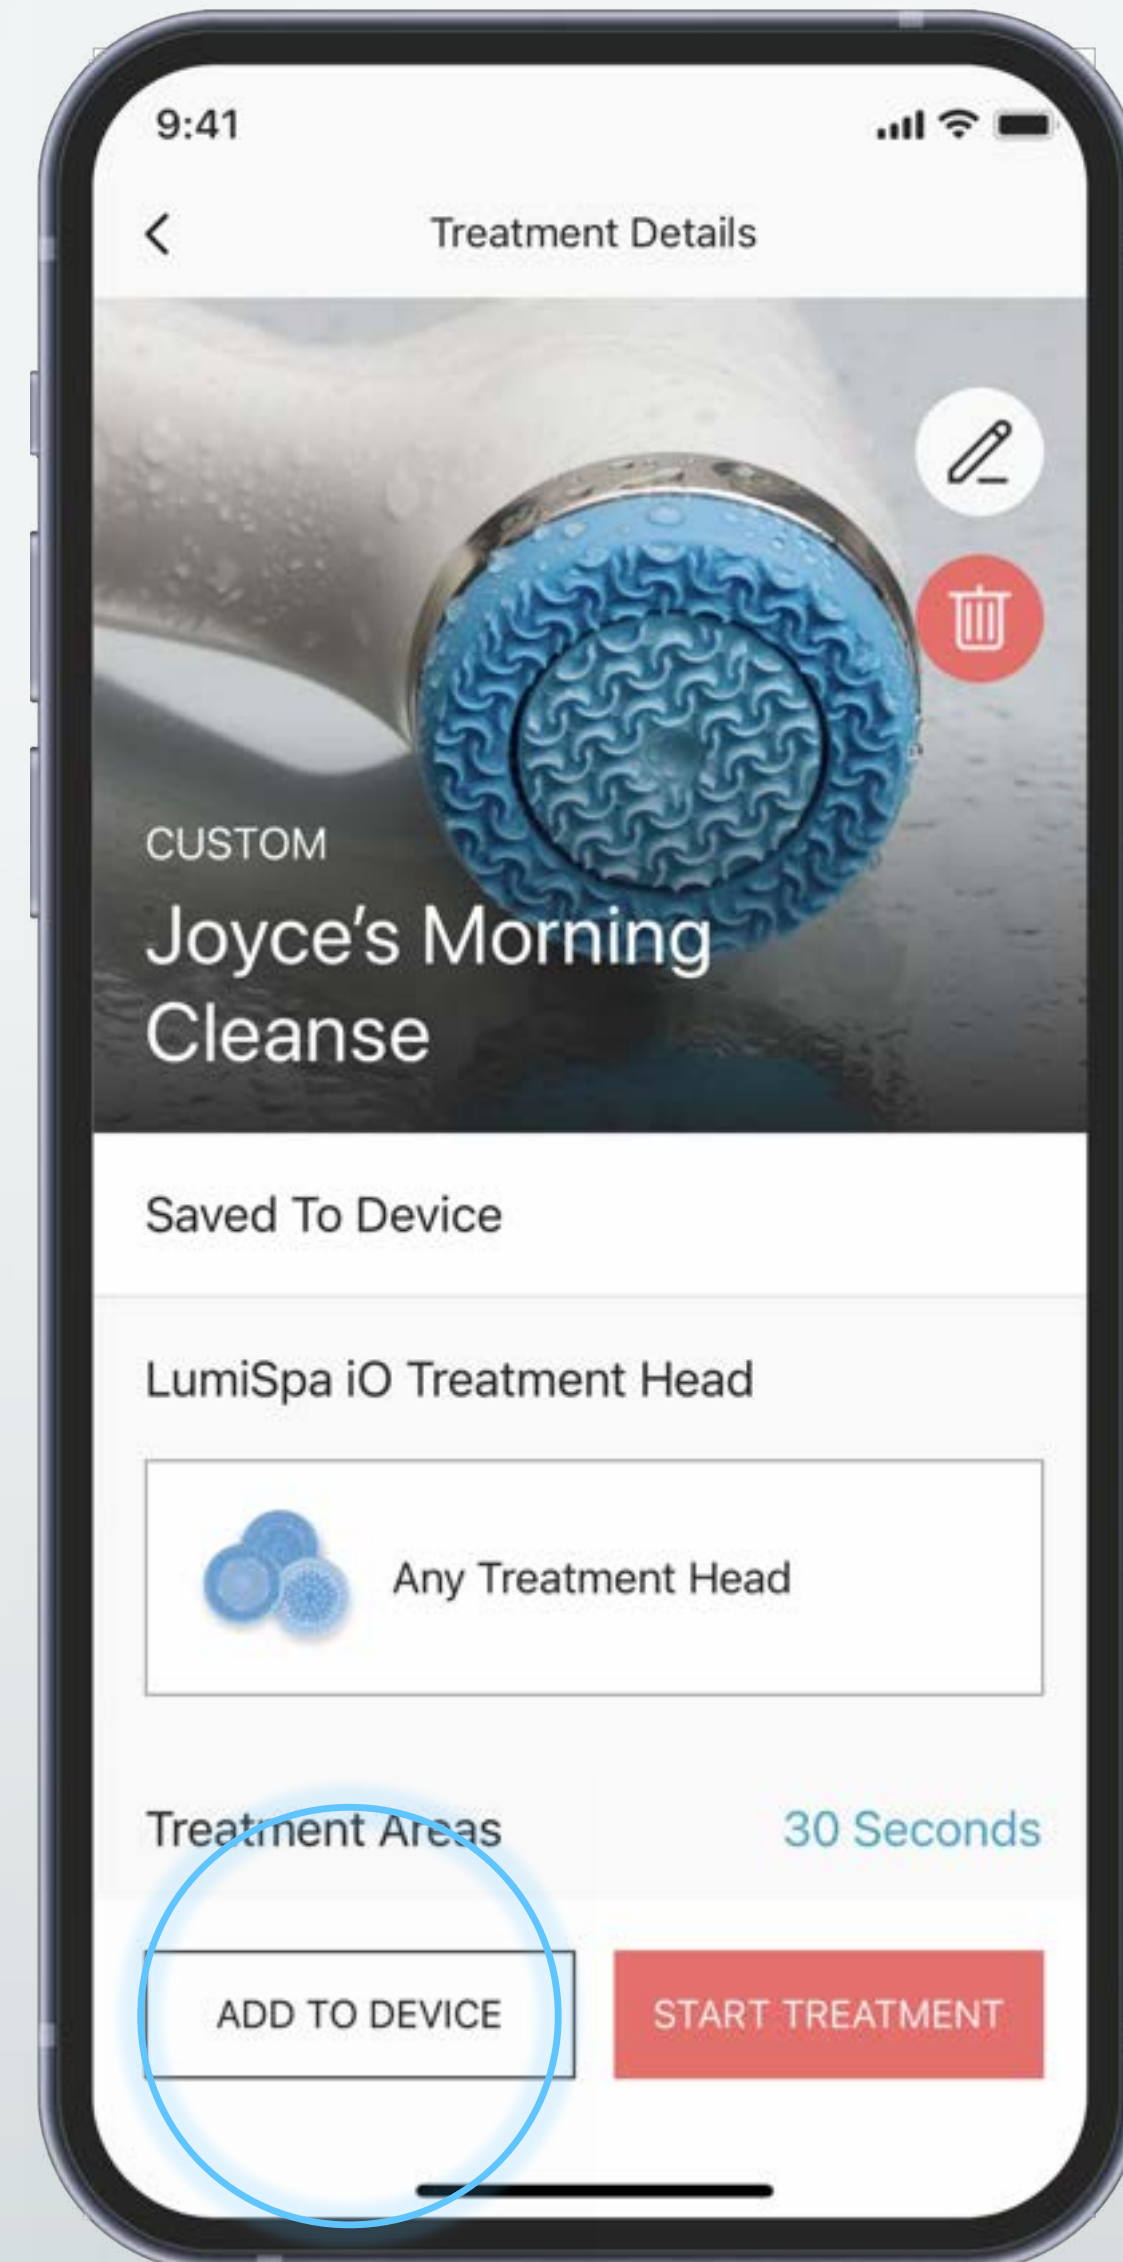 9:41
Treatment Details
CUSTOM
Joyce’s Morning
Cleanse
Saved To Device
LumiSpa iO Treatment Head
Any Treatment Head
Treatment Areas
30 Seconds
ADD TO DEVICE
START TREATMENT